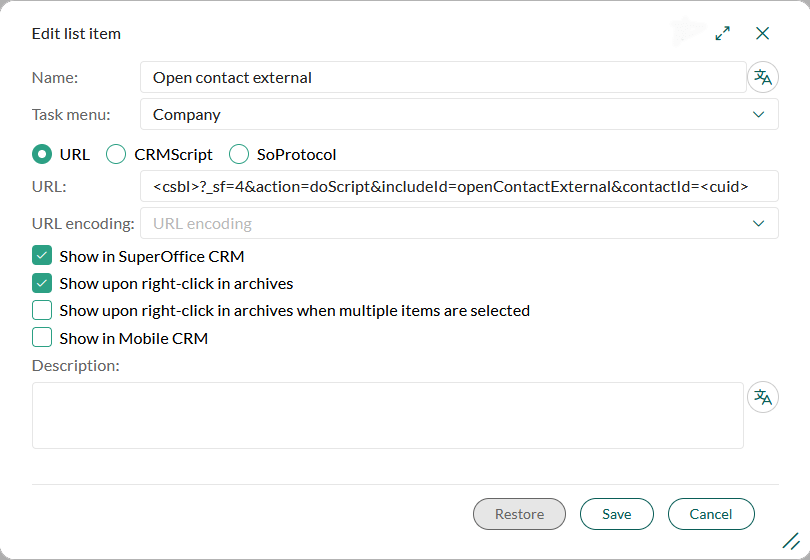 Edit list item
Name: Open contact external
Task menu: Company
URL CRMScript SoProtocol
URL: <csbl>?_sf=4&action=doScript&includeId=openContactExternal&contactId=<cuid>
URL encoding: URL encoding
Show in SuperOffice CRM
Show upon right-click in archives
Show upon right-click in archives when multiple items are selected
Show in Mobile CRM
Description:
Restore Save Cancel